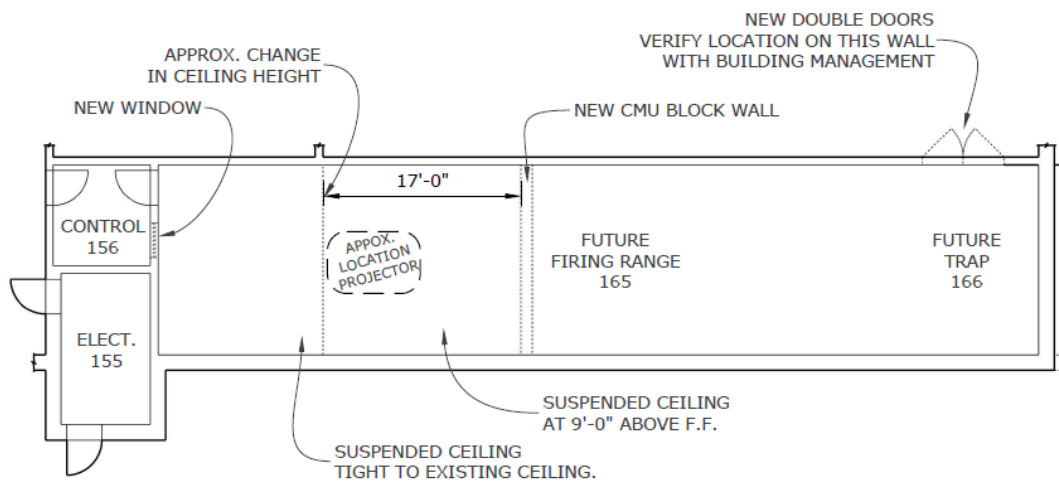 NEW DOUBLE DOORS
VERIFY LOCATION ON THIS WALL
WITH BUILDING MANAGEMENT
APPROX. CHANGE
IN CEILING HEIGHT
NEW WINDOW
NEW CMU BLOCK WALL
17'-0"
CONTROL
156
APPOX.
LOCATION
PROJECTOR
FUTURE
FIRING RANGE
165
FUTURE
TRAP
166
ELECT.
155
SUSPENDED CEILING
AT 9'-0" ABOVE F.F.
SUSPENDED CEILING
TIGHT TO EXISTING CEILING.